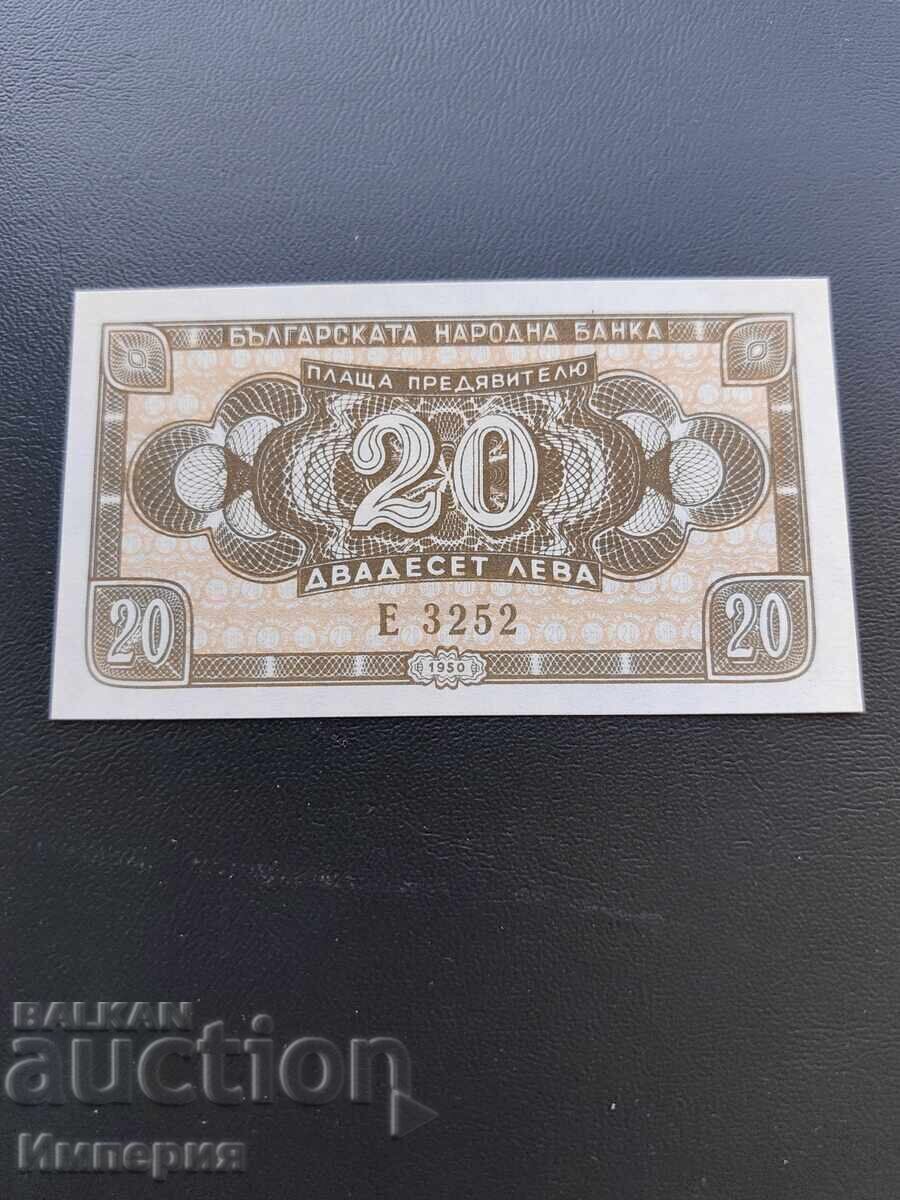 БЪЛГАРСКАТА НАРОДНА БАНКА
ПЛАЩА ПРЕДЯВИТЕЛЮ
20
ДВАДЕСЕТ ЛЕВА
E 3252
20
20
1950
BALKAN
auction
Империя